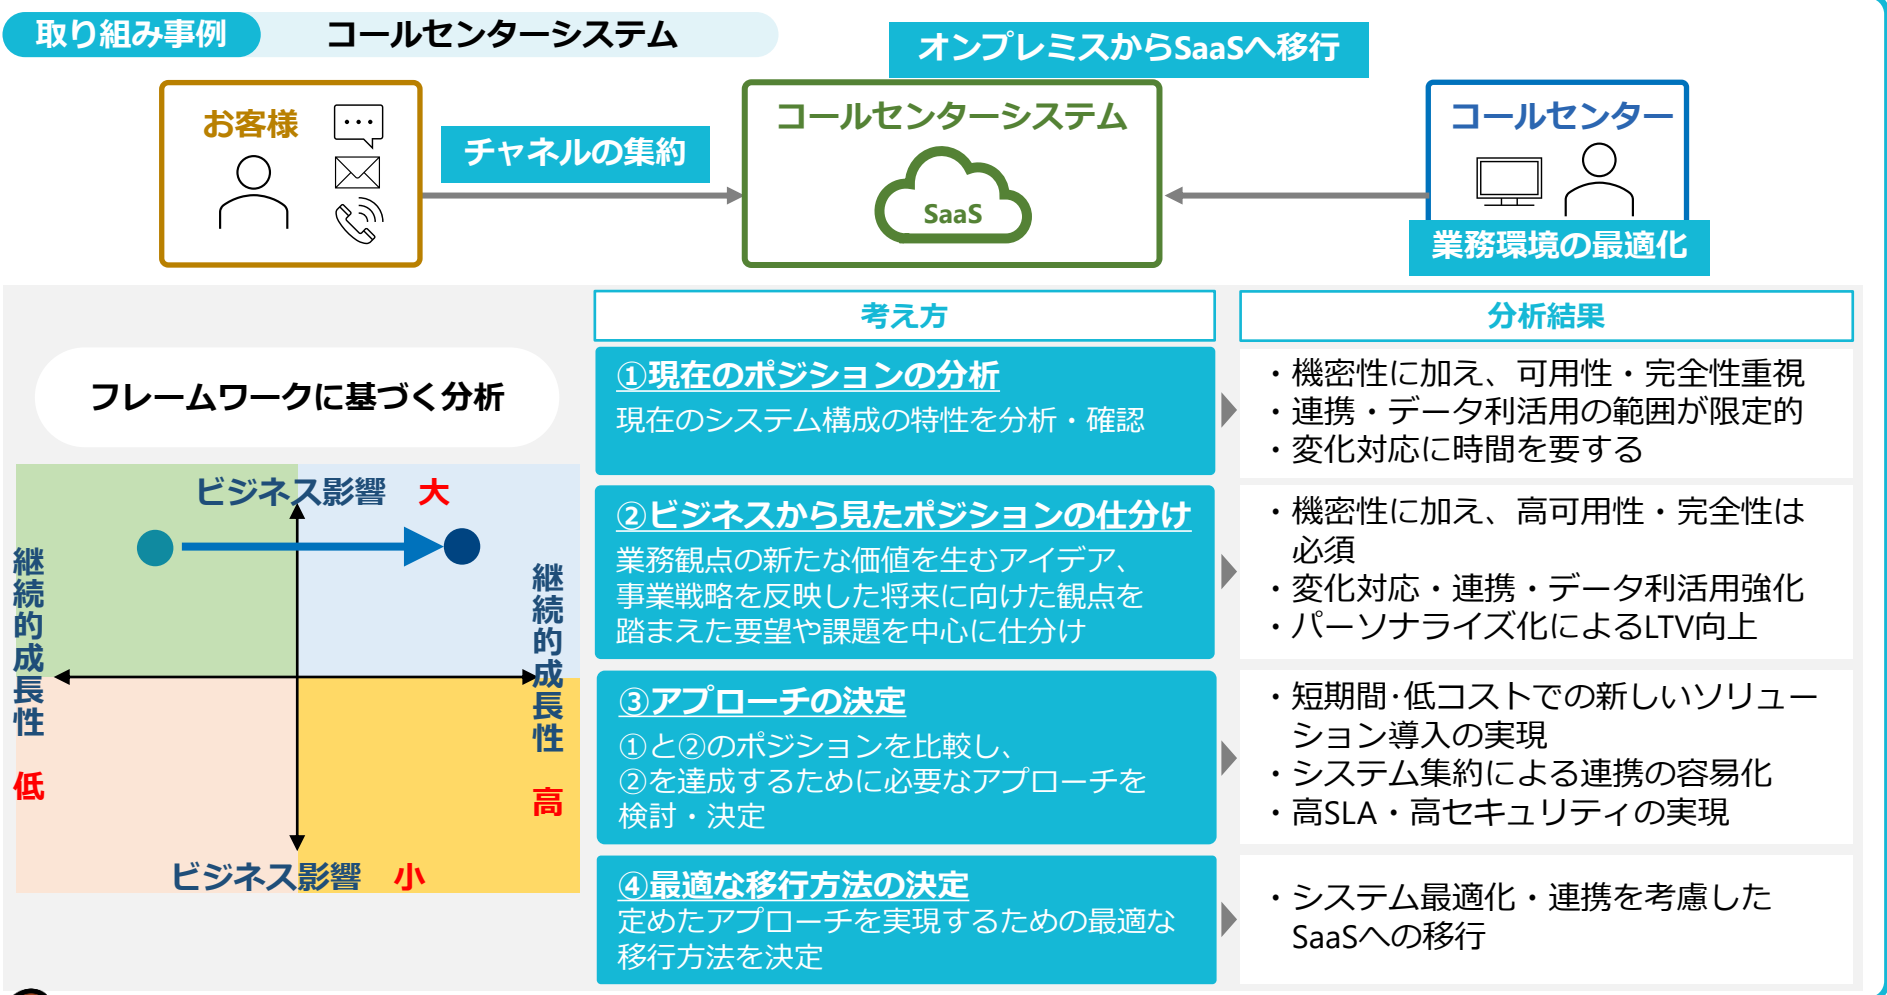 取り組み事例
コールセンターシステム
オンプレミスからSaaSへ移行
お客様
チャネルの集約
コールセンターシステム
SaaS
コールセンター
業務環境の最適化
フレームワークに基づく分析
ビジネス影響 大
継続的成長性 低
継続的成長性 高
ビジネス影響 小
考え方
分析結果
①現在のポジションの分析
現在のシステム構成の特性を分析・確認
・機密性に加え、可用性・完全性重視
・連携・データ利活用の範囲が限定的
・変化対応に時間を要する
②ビジネスから見たポジションの仕分け
業務観点の新たな価値を生むアイデア、
事業戦略を反映した将来に向けた観点を
踏まえた要望や課題を中心に仕分け
・機密性に加え、高可用性・完全性は
必須
・変化対応・連携・データ利活用強化
・パーソナライズ化によるLTV向上
③アプローチの決定
①と②のポジションを比較し、
②を達成するために必要なアプローチを
検討・決定
・短期間･低コストでの新しいソリュー
ション導入の実現
・システム集約による連携の容易化
・高SLA・高セキュリティの実現
④最適な移行方法の決定
定めたアプローチを実現するための最適な
移行方法を決定
・システム最適化・連携を考慮した
SaaSへの移行